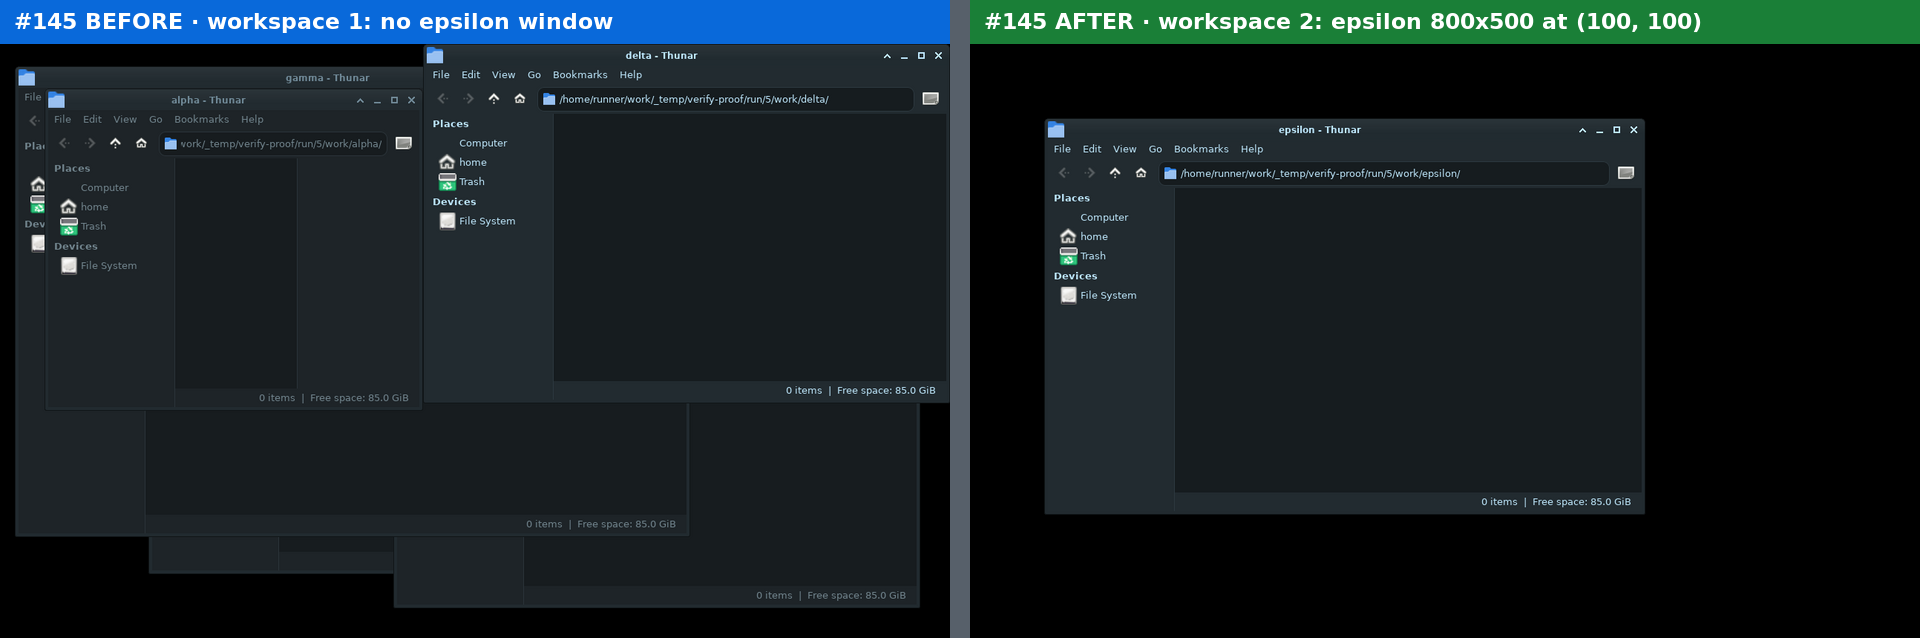 #145 BEFORE · workspace 1: no epsilon window
gamma - Thunar
File
Plac
Dev
alpha - Thunar
File Edit View Go Bookmarks Help
work/_temp/verify-proof/run/5/work/alpha/
Places
Computer
home
Trash
Devices
File System
0 items | Free space: 85.0 GiB
delta - Thunar
File Edit View Go Bookmarks Help
/home/runner/work/_temp/verify-proof/run/5/work/delta/
Places
Computer
home
Trash
Devices
File System
0 items | Free space: 85.0 GiB
0 items | Free space: 85.0 GiB
0 items | Free space: 85.0 GiB
#145 AFTER · workspace 2: epsilon 800x500 at (100, 100)
epsilon - Thunar
File Edit View Go Bookmarks Help
/home/runner/work/_temp/verify-proof/run/5/work/epsilon/
Places
Computer
home
Trash
Devices
File System
0 items | Free space: 85.0 GiB